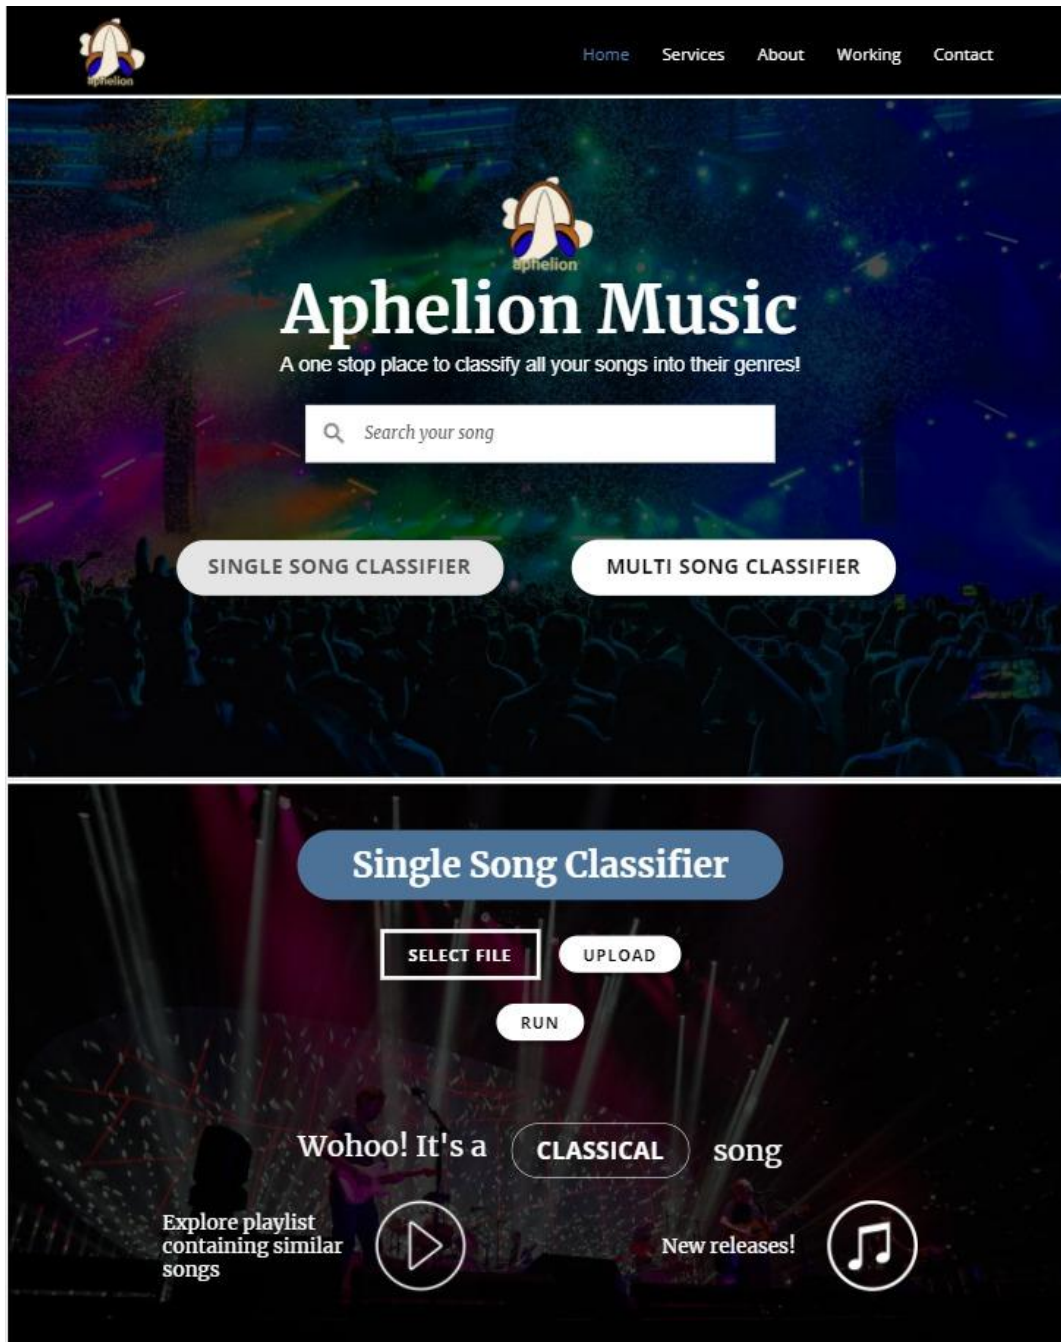 aphelion
Home Services About Working Contact
aphelion
Aphelion Music
A one stop place to classify all your songs into their genres!
Search your song
SINGLE SONG CLASSIFIER MULTI SONG CLASSIFIER
Single Song Classifier
SELECT FILE UPLOAD
RUN
Wohoo! It's a CLASSICAL song
Explore playlist
containing similar
songs
New releases!